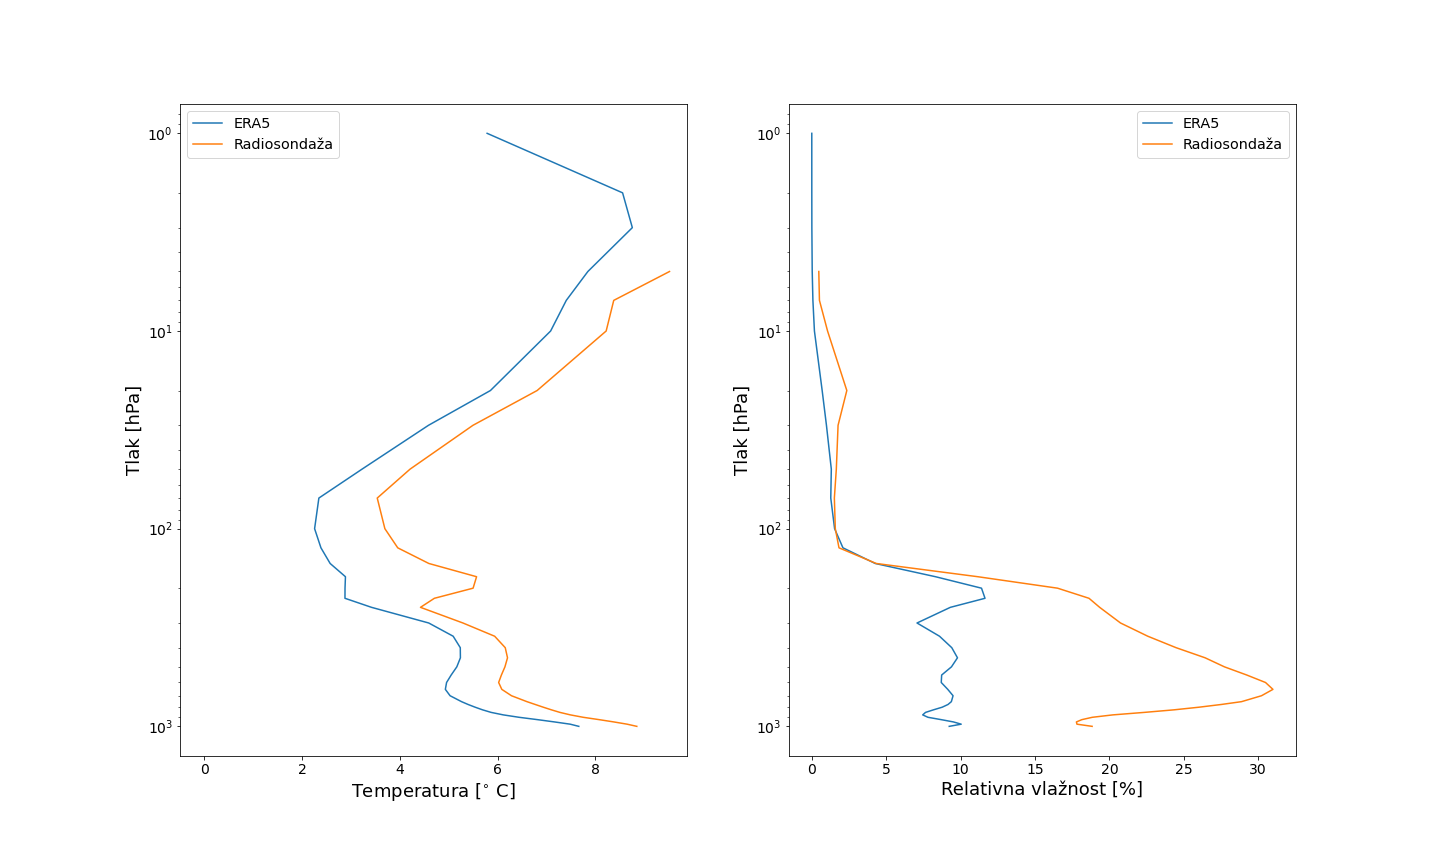 ERA5
Radiosondaža
10⁰
10¹
10²
10³
Tlak [hPa]
0 2 4 6 8
Temperatura [° C]
ERA5
Radiosondaža
10⁰
10¹
10²
10³
Tlak [hPa]
0 5 10 15 20 25 30
Relativna vlažnost [%]